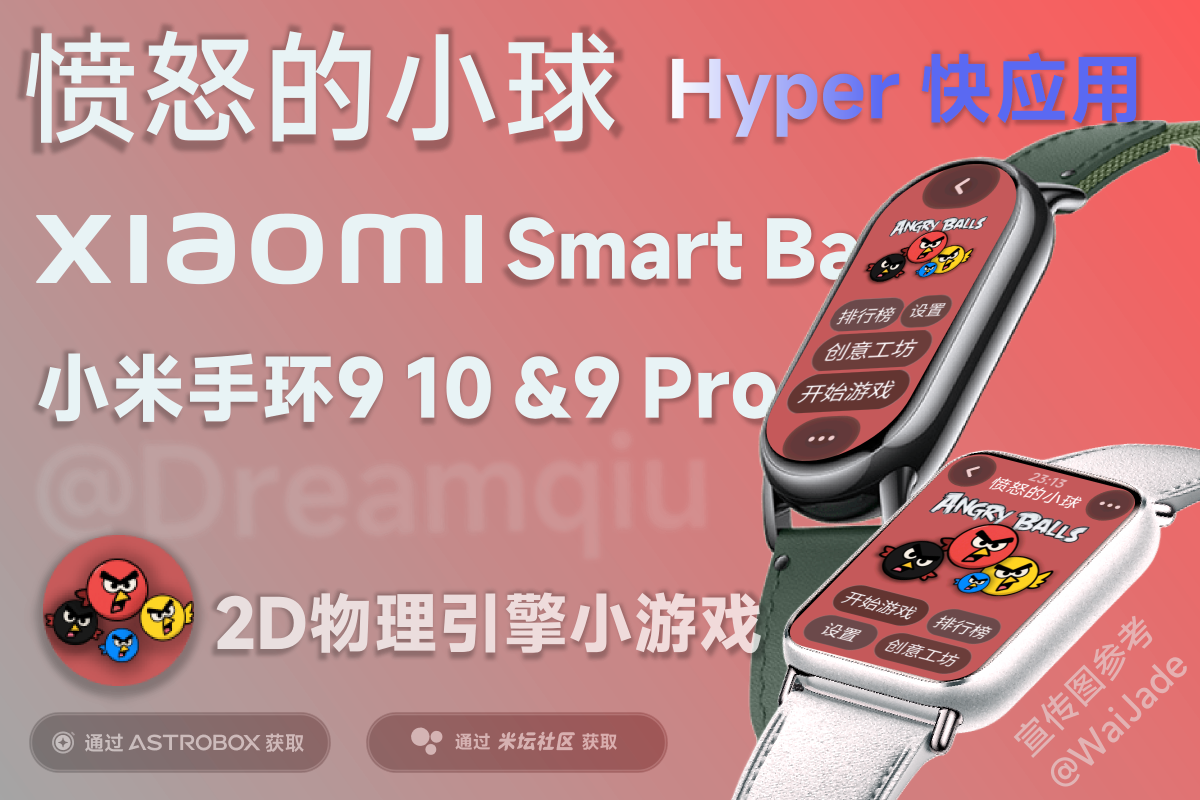 愤怒的小球 Hyper 快应用
xiaomi Smart Ba
小米手环9 10 &9 Pro
@Dreamqiu
2D物理引擎小游戏
通过 ASTROBOX 获取
通过 米坛社区 获取
ANGRY BALLS
排行榜 设置
创意工坊
开始游戏
23:13
愤怒的小球
ANGRY BALLS
开始游戏 排行榜
设置 创意工坊
宣传图参考
@WaiJade